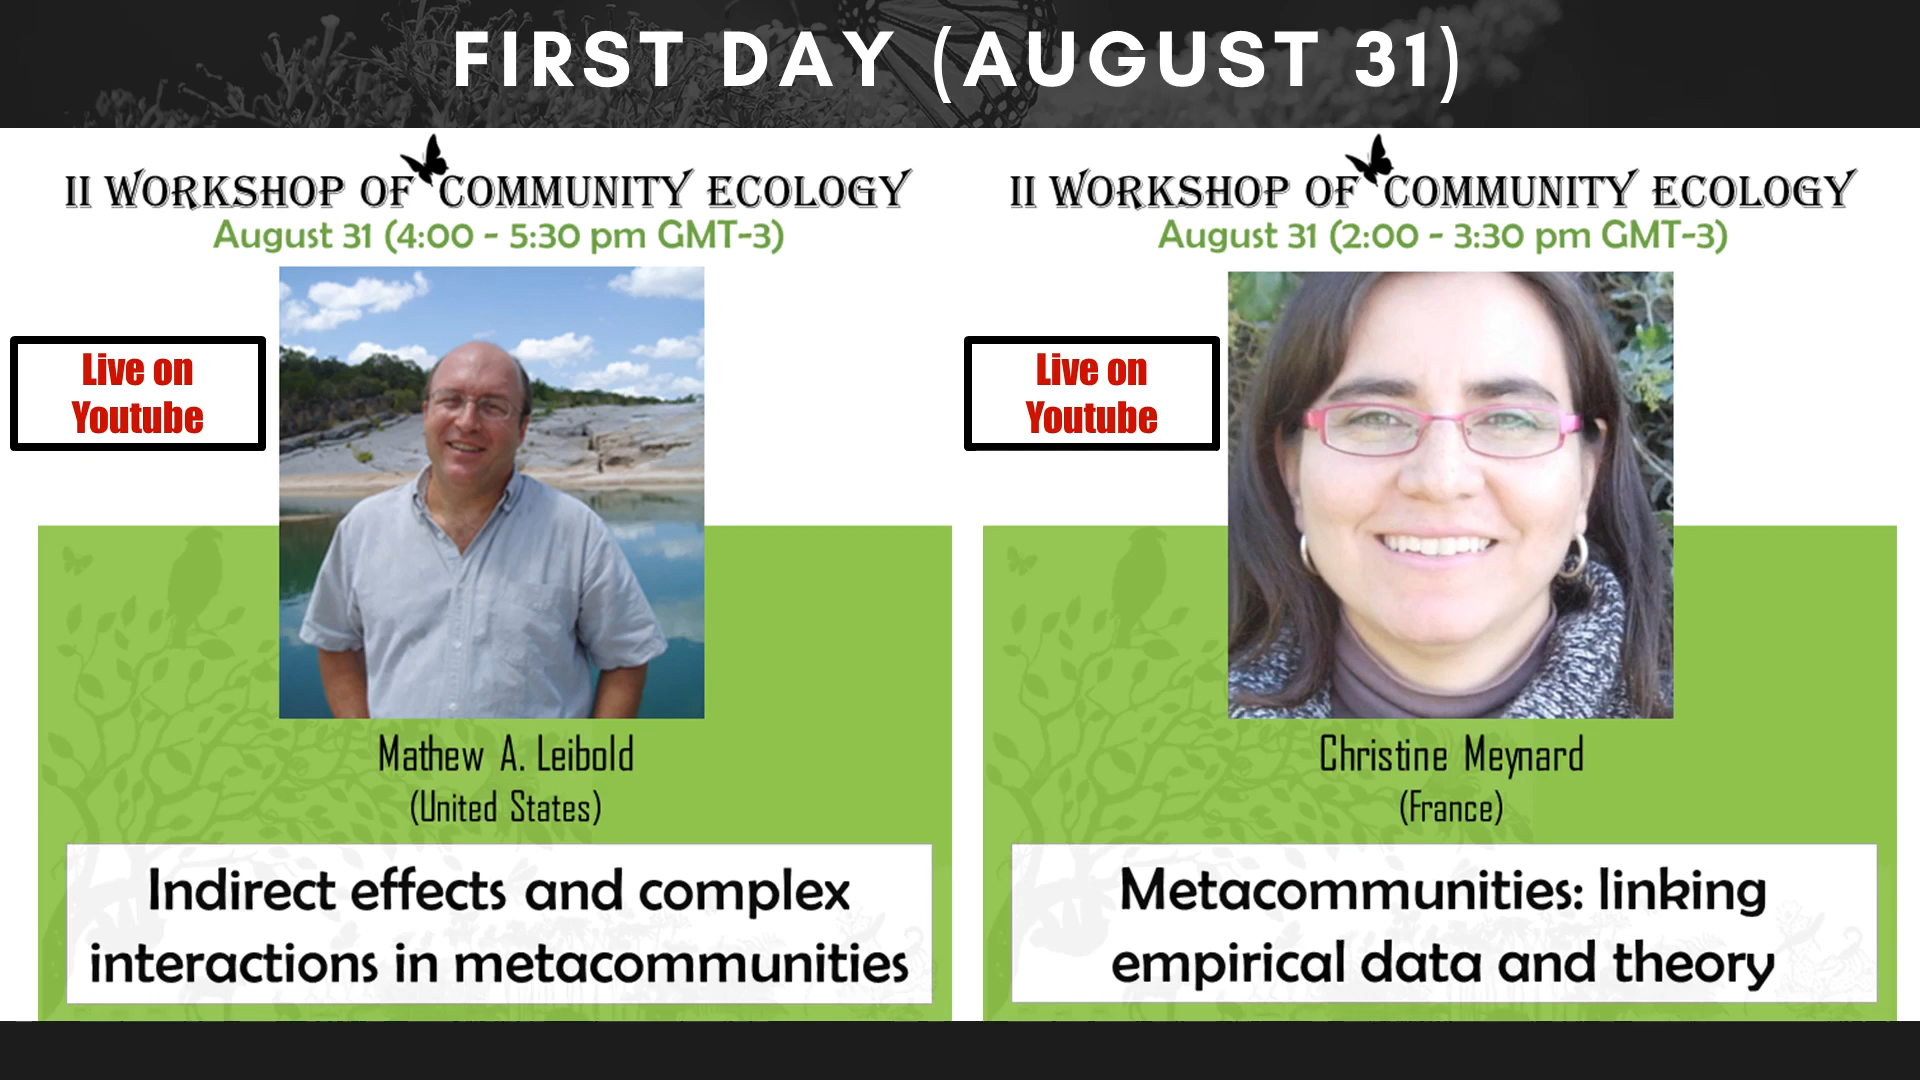 FIRST DAY (AUGUST 31)
II WORKSHOP OF COMMUNITY ECOLOGY
August 31 (4:00 - 5:30 pm GMT-3)
Live on
Youtube
Mathew A. Leibold
(United States)
Indirect effects and complex
interactions in metacommunities
II WORKSHOP OF COMMUNITY ECOLOGY
August 31 (2:00 - 3:30 pm GMT-3)
Live on
Youtube
Christine Meynard
(France)
Metacommunities: linking
empirical data and theory